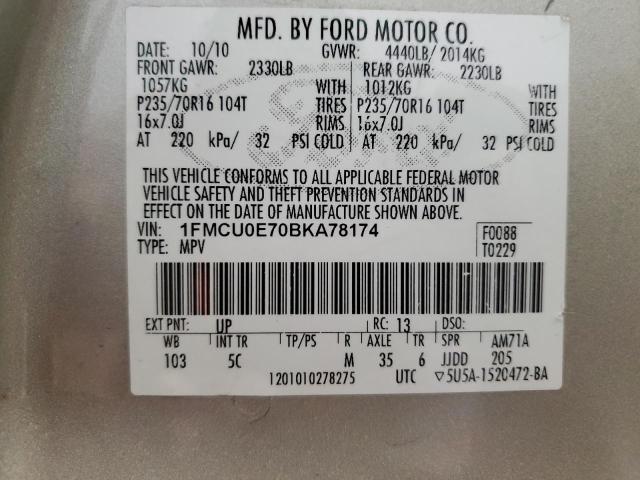 MFD. BY FORD MOTOR CO.
DATE: 10/10 GVWR: 4440LB/ 2014KG
FRONT GAWR: 2330LB REAR GAWR: 2230LB
1057KG WITH 1012KG WITH
P235/70R16 104T TIRES P235/70R16 104T TIRES
16x7.0J RIMS 16x7.0J RIMS
AT 220 kPa/ 32 PSI COLD AT 220 kPa/ 32 PSI COLD
THIS VEHICLE CONFORMS TO ALL APPLICABLE FEDERAL MOTOR
VEHICLE SAFETY AND THEFT PREVENTION STANDARDS IN
EFFECT ON THE DATE OF MANUFACTURE SHOWN ABOVE.
VIN: 1FMCU0E70BKA78174 F0088
TYPE: MPV T0229
EXT PNT: UP RC: 13 DSO:
WB INT TR TP/PS R AXLE TR SPR AM71A
103 5C M 35 6 JJDD 205
1201010278275 UTC ▽5U5A-1520472-BA